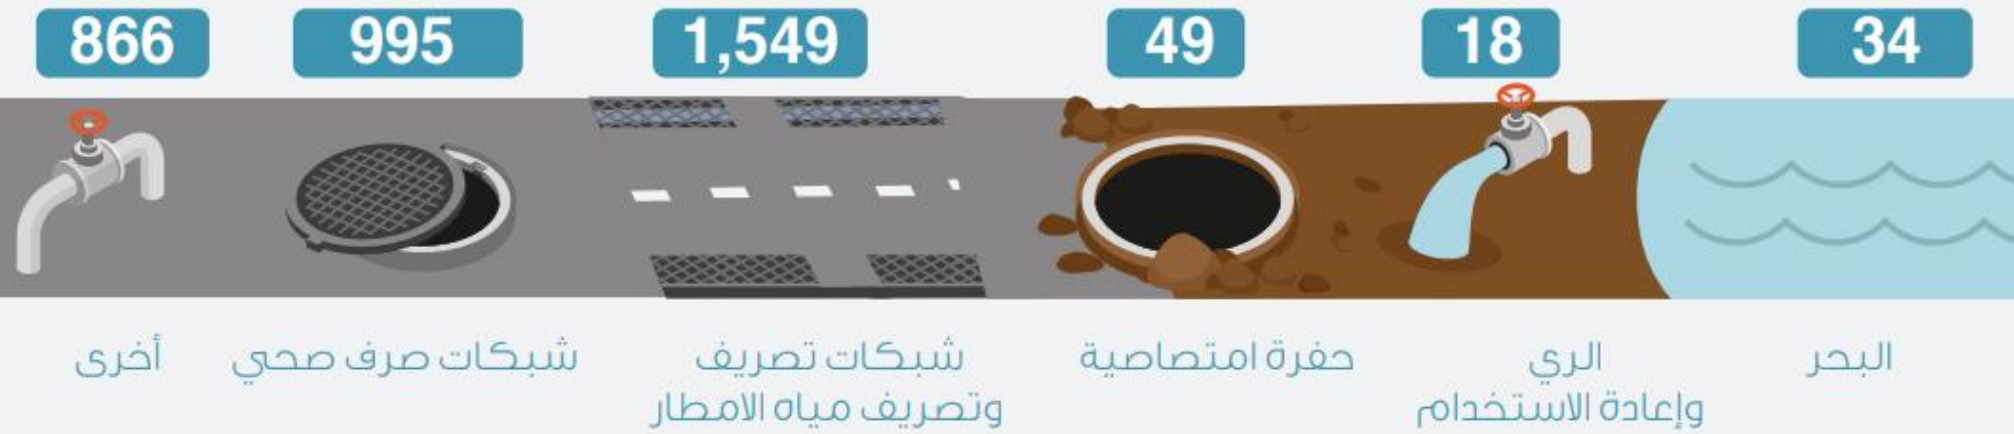 34
18
49
1,549
995
866
البحر
الري
وإعادة الاستخدام
حفرة امتصاصية
شبكات تصريف
وتصريف مياه الامطار
شبكات صرف صحي
أخرى